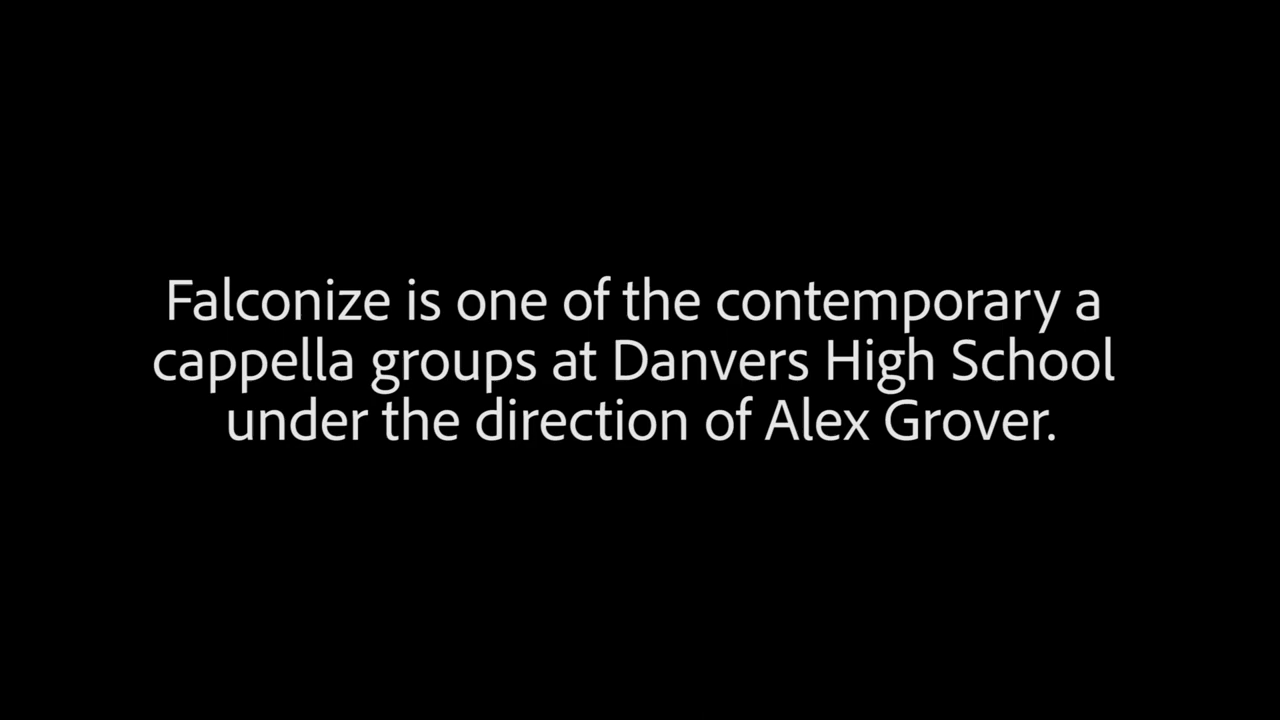 Falconize is one of the contemporary a
cappella groups at Danvers High School
under the direction of Alex Grover.